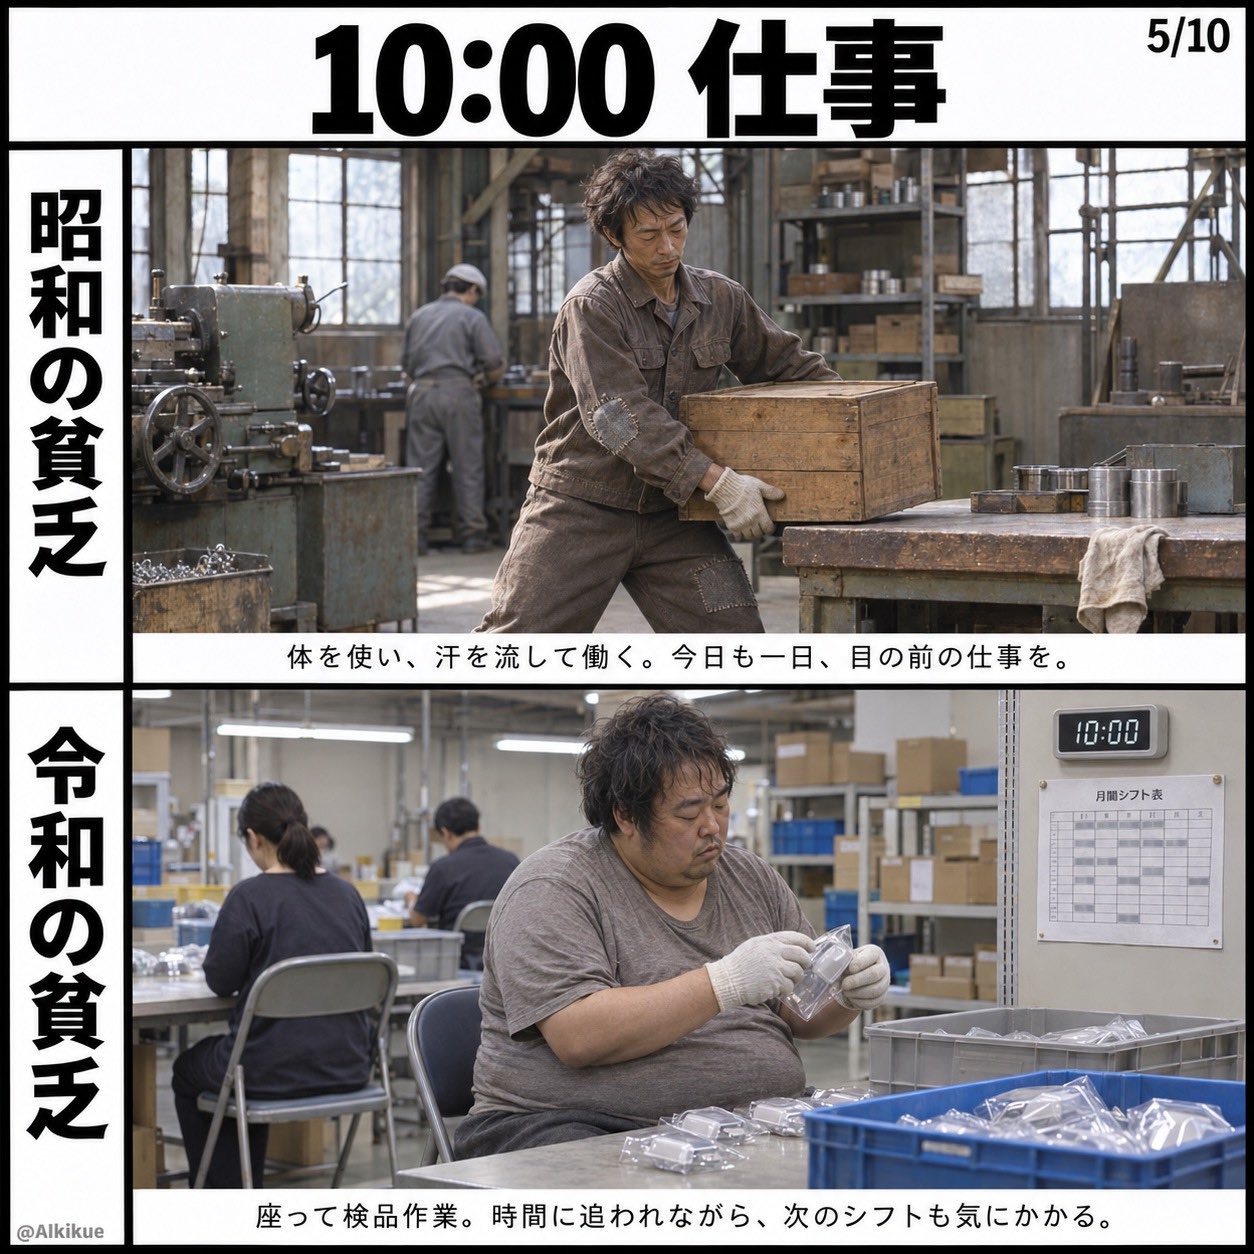 10:00 仕事
5/10
昭和の貧乏
体を使い、汗を流して働く。今日も一日、目の前の仕事を。
令和の貧乏
10:00
月間シフト表
座って検品作業。時間に追われながら、次のシフトも気にかかる。
@AIkikue